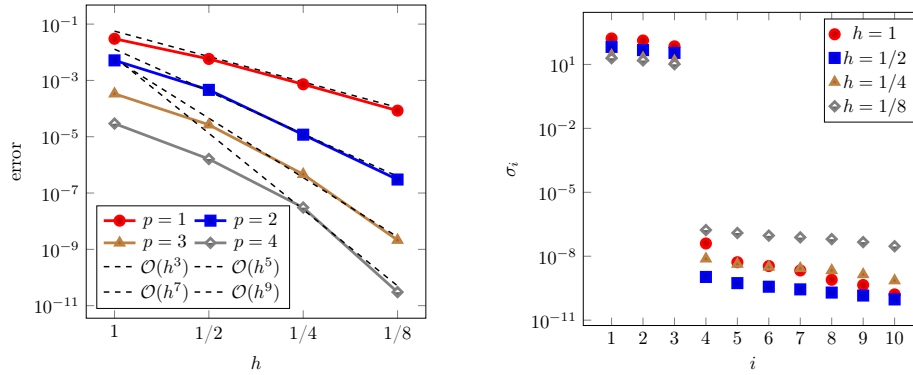 10^{-1}
10^{-3}
10^{-5}
10^{-7}
10^{-9}
10^{-11}
error
1
1/2
1/4
1/8
h
p = 1
p = 2
p = 3
p = 4
O(h^3)
O(h^5)
O(h^7)
O(h^9)
10^1
10^{-2}
10^{-5}
10^{-8}
10^{-11}
σ_i
1 2 3 4 5 6 7 8 9 10
i
h = 1
h = 1/2
h = 1/4
h = 1/8